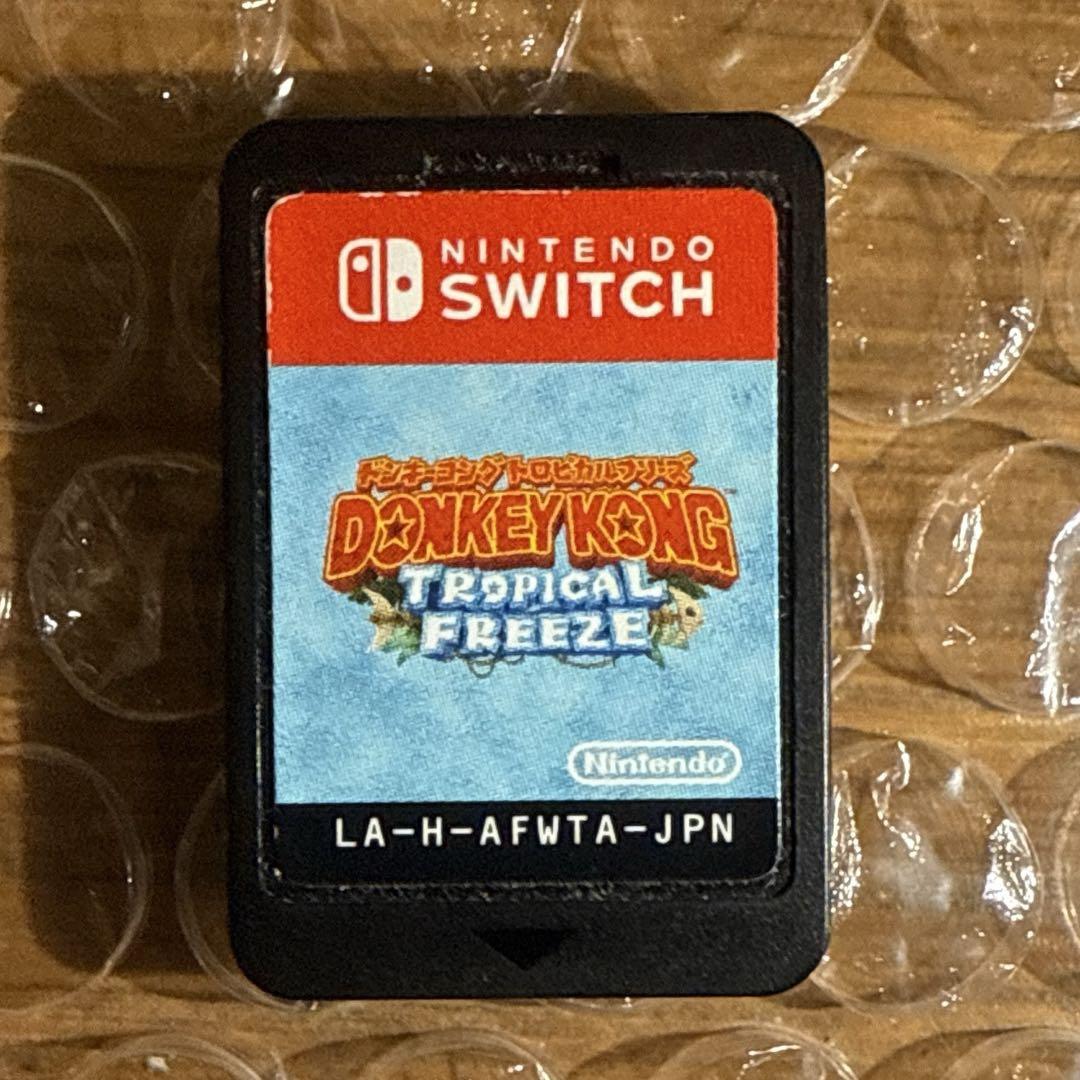 NINTENDO
SWITCH
ドンキーコング トロピカルフリーズ
DONKEY KONG™
TROPICAL
FREEZE
Nintendo
LA-H-AFWTA-JPN